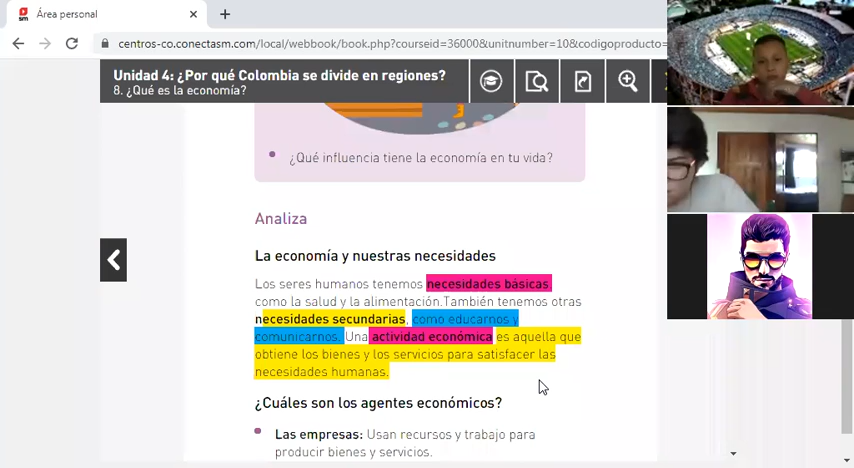 sm
Área personal
centros-co.conectasm.com/local/webbook/book.php?courseid=36000&unitnumber=10&codigoproducto=
Unidad 4: ¿Por qué Colombia se divide en regiones?
8. ¿Qué es la economía?
¿Qué influencia tiene la economía en tu vida?
Analiza
La economía y nuestras necesidades
Los seres humanos tenemos necesidades básicas,
como la salud y la alimentación.También tenemos otras
necesidades secundarias, como educarnos y
comunicarnos. Una actividad económica es aquella que
obtiene los bienes y los servicios para satisfacer las
necesidades humanas.
¿Cuáles son los agentes económicos?
Las empresas: Usan recursos y trabajo para
producir bienes y servicios.